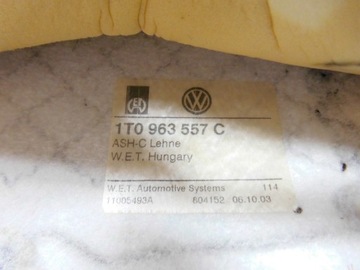 1T0 963 557 C
ASH-C Lehne
W.E.T. Hungary
W.E.T. Automotive Systems 114
11005493A 604152 06.10.03